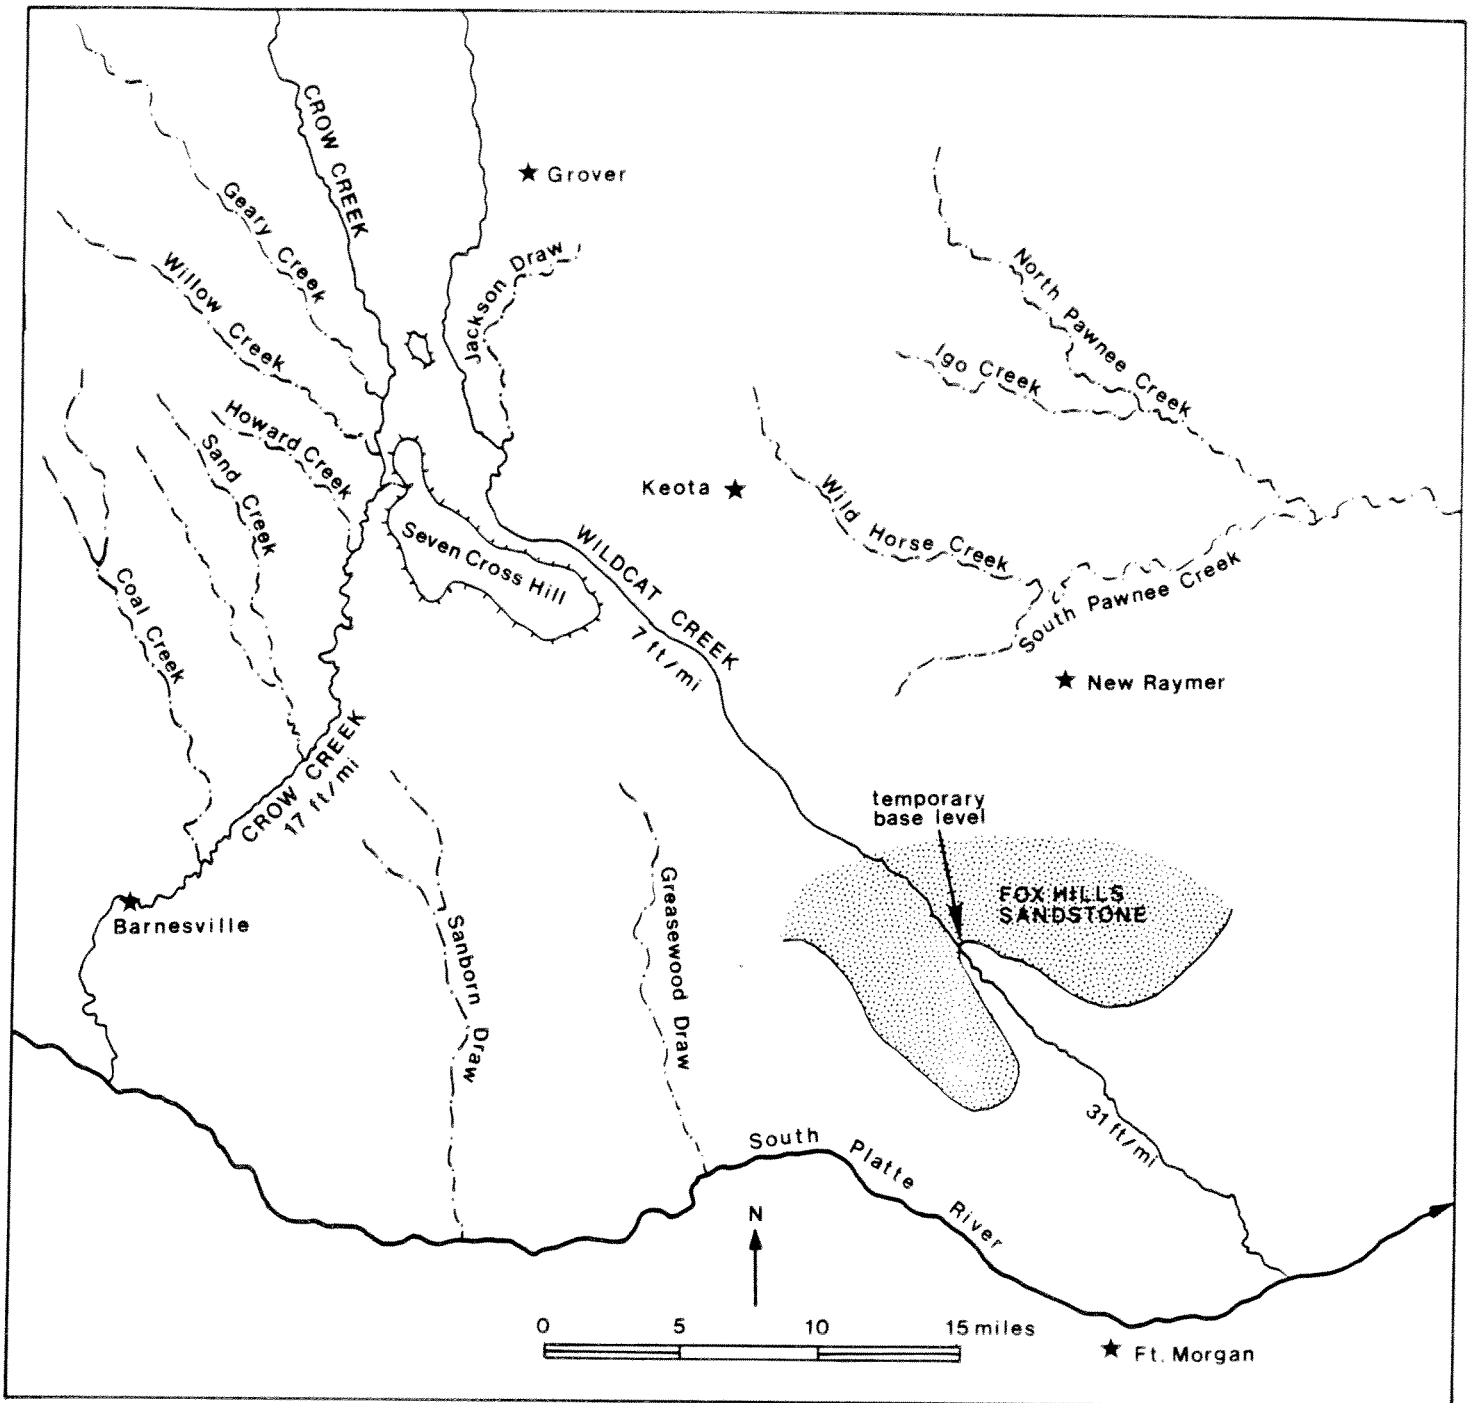 CROW CREEK
Grover
Geary Creek
Jackson Draw
Willow Creek
North Pawnee Creek
Igo Creek
Howard Creek
Sand Creek
Keota
Wild Horse Creek
Seven Cross Hill
WILDCAT CREEK
7 ft/mi
South Pawnee Creek
Coal Creek
New Raymer
CROW CREEK
17 ft/mi
temporary
base level
FOX HILLS
SANDSTONE
Barnesville
Sanborn Draw
Greasewood Draw
31 ft/mi
South Platte River
N
0 5 10 15 miles
Ft. Morgan